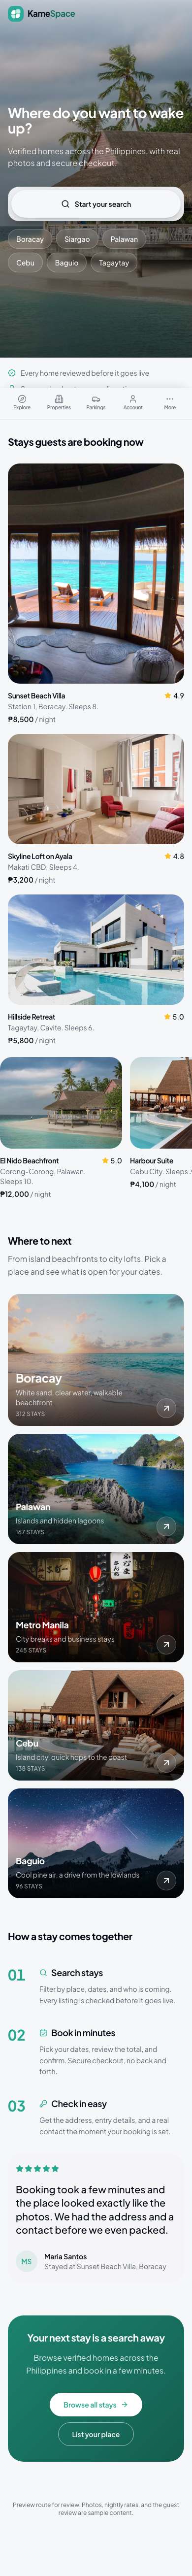 KameSpace
Where do you want to wake
up?
Verified homes across the Philippines, with real
photos and secure checkout.
Start your search
Boracay
Siargao
Palawan
Cebu
Baguio
Tagaytay
Every home reviewed before it goes live
Explore
Properties
Parkings
Account
More
Stays guests are booking now
Sunset Beach Villa
4.9
Station 1, Boracay. Sleeps 8.
₱8,500 / night
Skyline Loft on Ayala
4.8
Makati CBD. Sleeps 4.
₱3,200 / night
Hillside Retreat
5.0
Tagaytay, Cavite. Sleeps 6.
₱5,800 / night
El Nido Beachfront
5.0
Corong-Corong, Palawan.
Sleeps 10.
₱12,000 / night
Harbour Suite
Cebu City. Sleeps 3
₱4,100 / night
Where to next
From island beachfronts to city lofts. Pick a
place and see what is open for your dates.
Boracay
White sand, clear water, walkable
beachfront
312 STAYS
Palawan
Islands and hidden lagoons
167 STAYS
Metro Manila
City breaks and business stays
245 STAYS
Cebu
Island city, quick hops to the coast
138 STAYS
Baguio
Cool pine air, a drive from the lowlands
96 STAYS
How a stay comes together
01
Search stays
Filter by place, dates, and who is coming.
Every listing is checked before it goes live.
02
Book in minutes
Pick your dates, review the total, and
confirm. Secure checkout, no back and
forth.
03
Check in easy
Get the address, entry details, and a real
contact the moment your booking is set.
Booking took a few minutes and
the place looked exactly like the
photos. We had the address and a
contact before we even packed.
MS
Maria Santos
Stayed at Sunset Beach Villa, Boracay
Your next stay is a search away
Browse verified homes across the
Philippines and book in a few minutes.
Browse all stays
List your place
Preview route for review. Photos, nightly rates, and the guest
review are sample content.